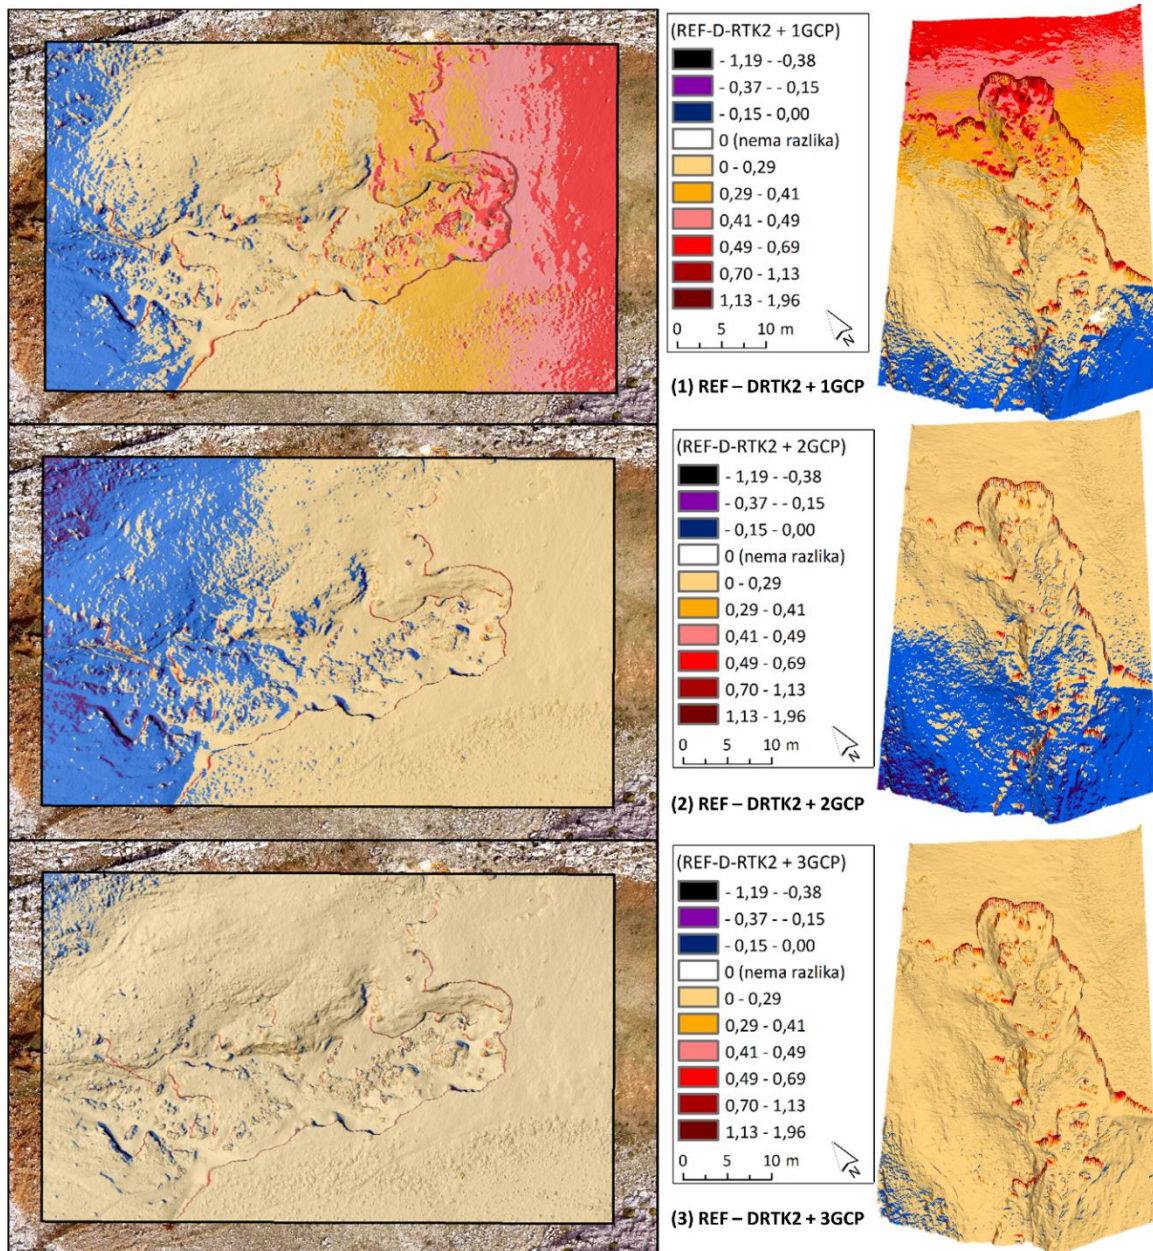 (REF-D-RTK2 + 1GCP)
- 1,19 - -0,38
- 0,37 - - 0,15
- 0,15 - 0,00
0 (nema razlika)
0 - 0,29
0,29 - 0,41
0,41 - 0,49
0,49 - 0,69
0,70 - 1,13
1,13 - 1,96
0 5 10 m
N
(1) REF – DRTK2 + 1GCP
(REF-D-RTK2 + 2GCP)
- 1,19 - -0,38
- 0,37 - - 0,15
- 0,15 - 0,00
0 (nema razlika)
0 - 0,29
0,29 - 0,41
0,41 - 0,49
0,49 - 0,69
0,70 - 1,13
1,13 - 1,96
0 5 10 m
N
(2) REF – DRTK2 + 2GCP
(REF-D-RTK2 + 3GCP)
- 1,19 - -0,38
- 0,37 - - 0,15
- 0,15 - 0,00
0 (nema razlika)
0 - 0,29
0,29 - 0,41
0,41 - 0,49
0,49 - 0,69
0,70 - 1,13
1,13 - 1,96
0 5 10 m
N
(3) REF – DRTK2 + 3GCP